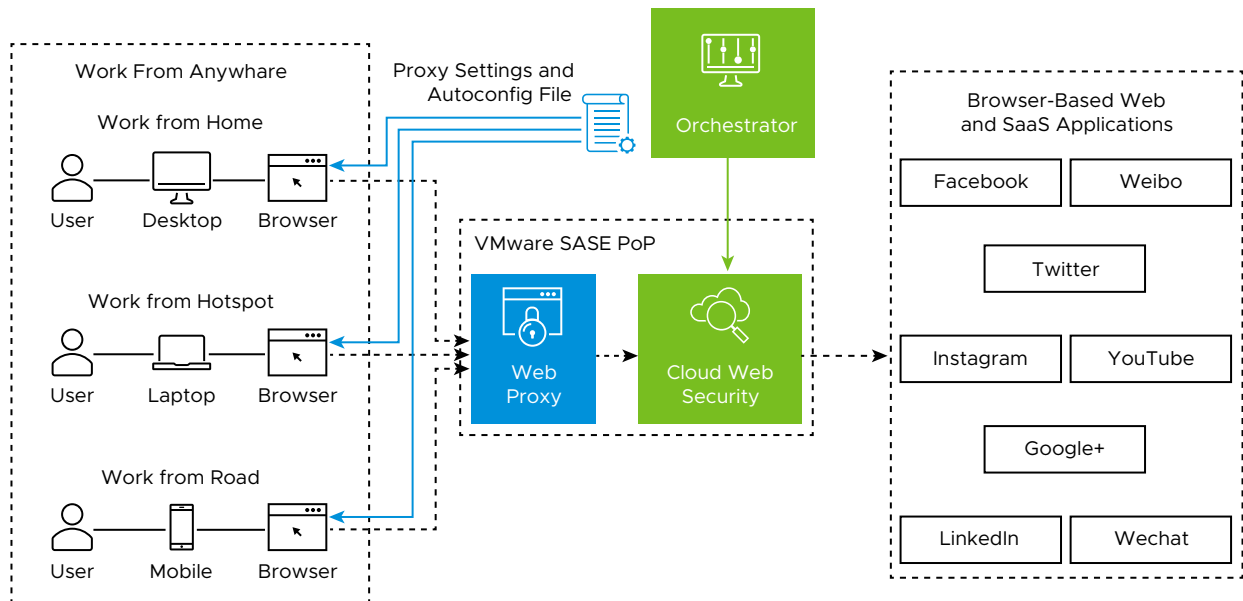 Work From Anywhare
Work from Home
User
Desktop
Browser
Work from Hotspot
User
Laptop
Browser
Work from Road
User
Mobile
Browser
Proxy Settings and
Autoconfig File
Orchestrator
VMware SASE PoP
Web
Proxy
Cloud Web
Security
Browser-Based Web
and SaaS Applications
Facebook
Weibo
Twitter
Instagram
YouTube
Google+
LinkedIn
Wechat